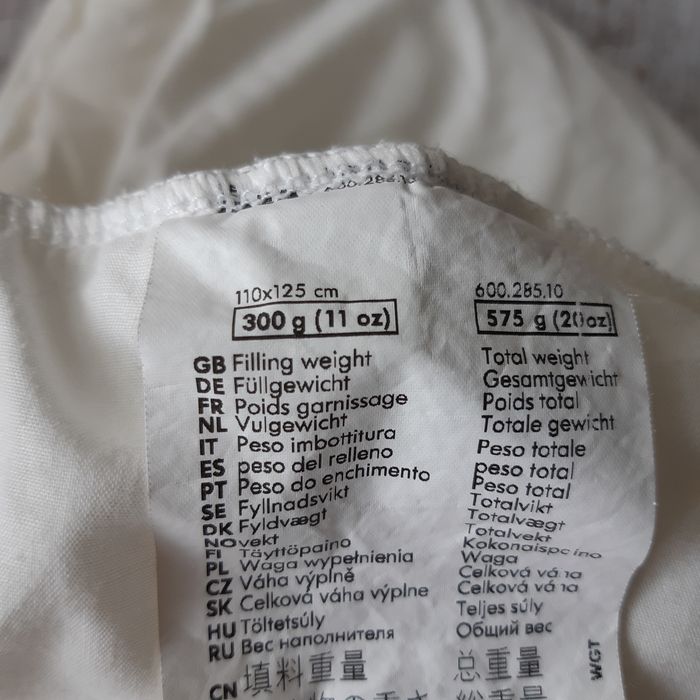 110x125 cm 600.285.10
300 g (11 oz) 575 g (20oz)
GB Filling weight Total weight
DE Füllgewicht Gesamtgewicht
FR Poids garnissage Poids total
NL Vulgewicht Totale gewicht
IT Peso imbottitura Peso totale
ES peso del relleno peso total
PT Peso do enchimento Peso total
SE Fyllnadsvikt Totalvikt
DK Fyldvægt Totalvægt
NO vekt Totalvekt
FI Täyttöpaino Kokonaispaino
PL Waga wypełnienia Waga
CZ Váha výplně Celková váha
SK Celková váha výplne Celková váha
HU Töltetsúly Teljes súly
RU Вес наполнителя Общий вес
CN 填料重量 总重量
WGT